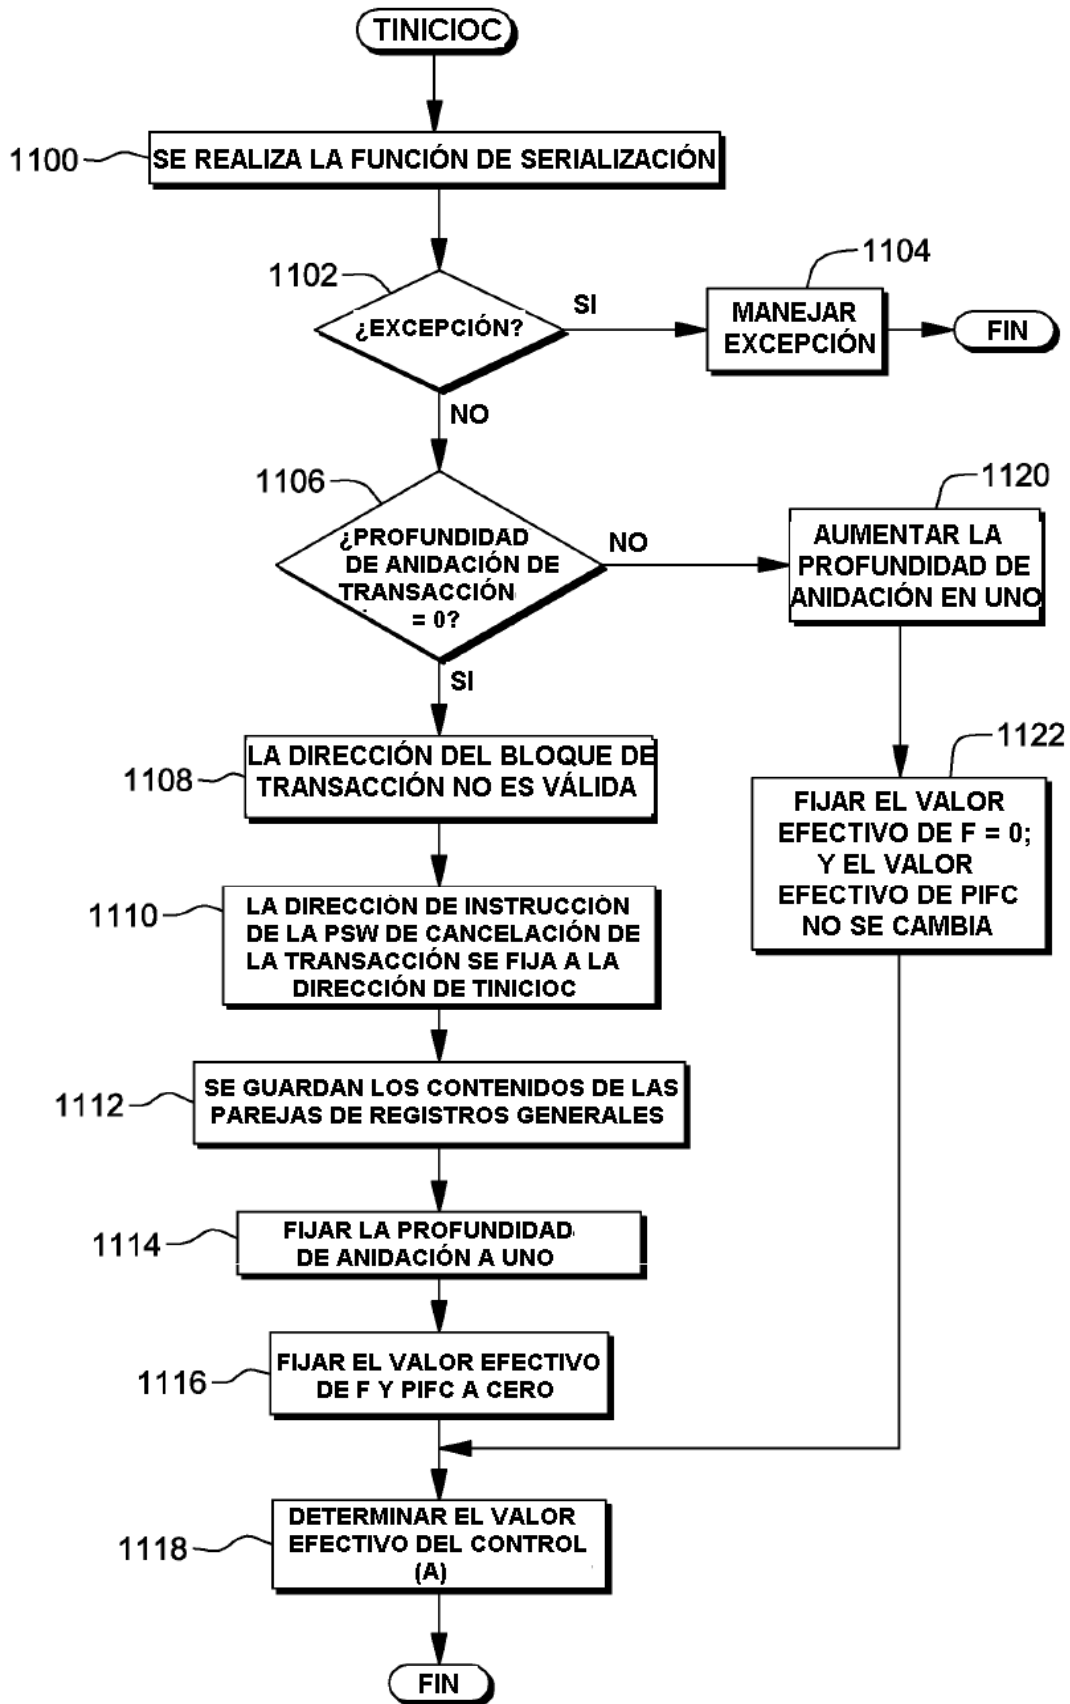 TINICIOC
1100
SE REALIZA LA FUNCIÓN DE SERIALIZACIÓN
1102
¿EXCEPCIÓN?
SI
1104
MANEJAR
EXCEPCIÓN
FIN
NO
1106
¿PROFUNDIDAD
DE ANIDACIÓN DE
TRANSACCIÓN
= 0?
NO
1120
AUMENTAR LA
PROFUNDIDAD DE
ANIDACIÓN EN UNO
SI
1108
LA DIRECCIÓN DEL BLOQUE DE
TRANSACCIÓN NO ES VÁLIDA
1122
FIJAR EL VALOR
EFECTIVO DE F = 0;
Y EL VALOR
EFECTIVO DE PIFC
NO SE CAMBIA
1110
LA DIRECCIÓN DE INSTRUCCIÓN
DE LA PSW DE CANCELACIÓN DE
LA TRANSACCIÓN SE FIJA A LA
DIRECCIÓN DE TINICIOC
1112
SE GUARDAN LOS CONTENIDOS DE LAS
PAREJAS DE REGISTROS GENERALES
1114
FIJAR LA PROFUNDIDAD
DE ANIDACIÓN A UNO
1116
FIJAR EL VALOR EFECTIVO
DE F Y PIFC A CERO
1118
DETERMINAR EL VALOR
EFECTIVO DEL CONTROL
(A)
FIN